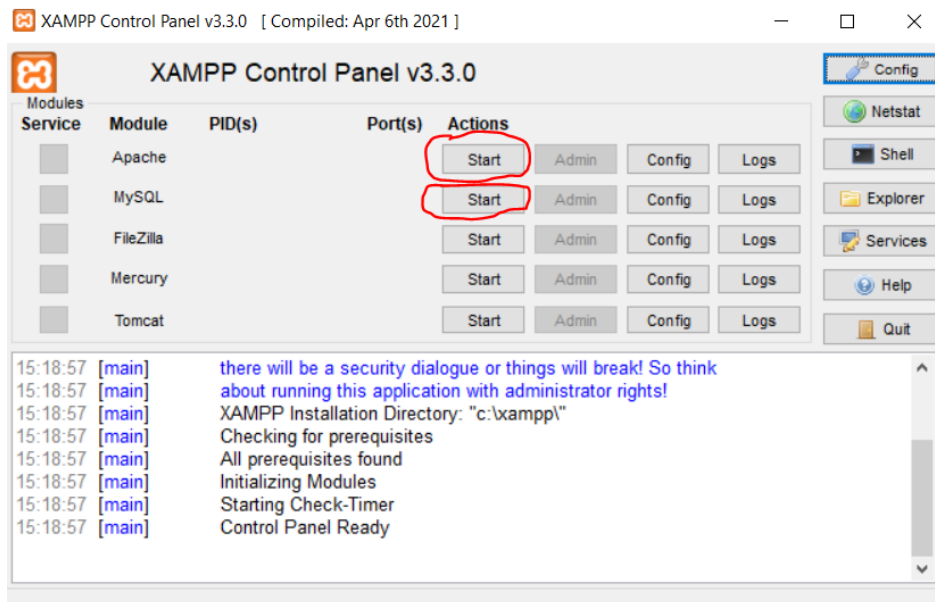 XAMPP Control Panel v3.3.0 [ Compiled: Apr 6th 2021 ]
XAMPP Control Panel v3.3.0
Config
Modules
Service Module PID(s) Port(s) Actions
Netstat
Apache Start Admin Config Logs
Shell
MySQL Start Admin Config Logs
Explorer
FileZilla Start Admin Config Logs
Services
Mercury Start Admin Config Logs
Help
Tomcat Start Admin Config Logs
Quit
15:18:57 [main] there will be a security dialogue or things will break! So think
15:18:57 [main] about running this application with administrator rights!
15:18:57 [main] XAMPP Installation Directory: "c:\xampp\"
15:18:57 [main] Checking for prerequisites
15:18:57 [main] All prerequisites found
15:18:57 [main] Initializing Modules
15:18:57 [main] Starting Check-Timer
15:18:57 [main] Control Panel Ready